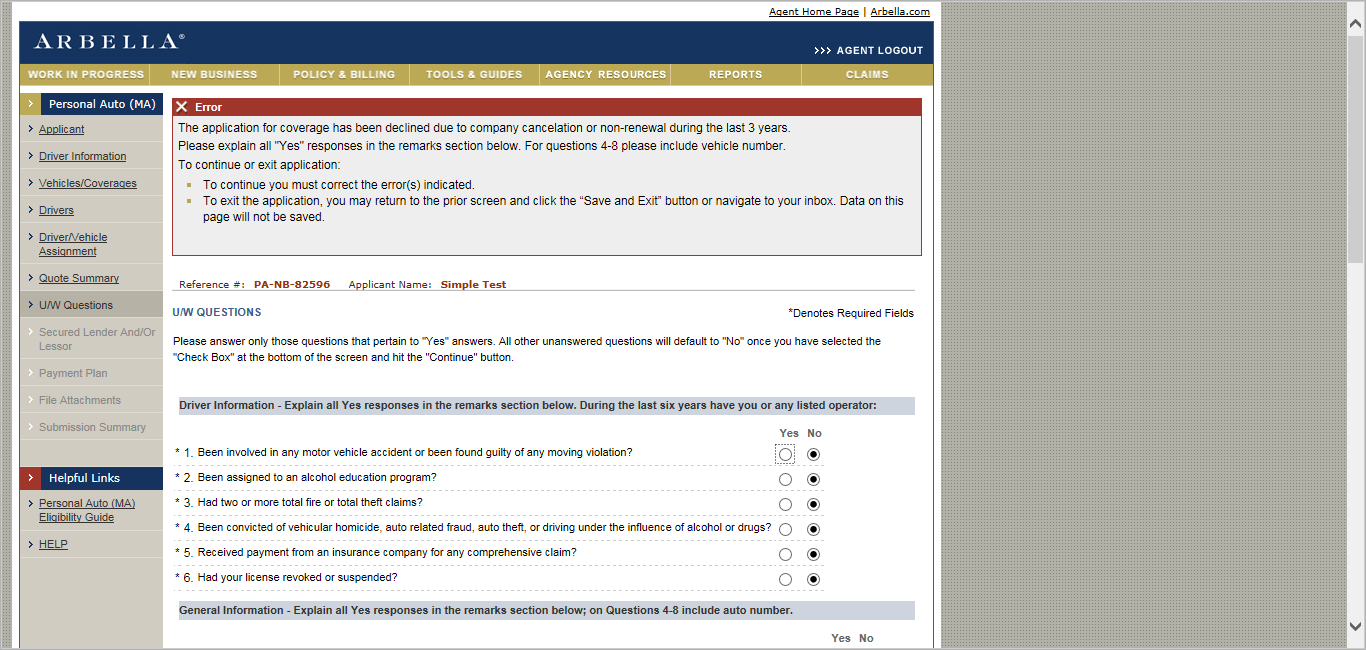 Agent Home Page | Arbella.com
ARBELLA®
>>> AGENT LOGOUT
WORK IN PROGRESS NEW BUSINESS POLICY & BILLING TOOLS & GUIDES AGENCY RESOURCES REPORTS CLAIMS
Personal Auto (MA)
Applicant
Driver Information
Vehicles/Coverages
Drivers
Driver/Vehicle
Assignment
Quote Summary
U/W Questions
Secured Lender And/Or
Lessor
Payment Plan
File Attachments
Submission Summary
Helpful Links
Personal Auto (MA)
Eligibility Guide
HELP
Error
The application for coverage has been declined due to company cancelation or non-renewal during the last 3 years.
Please explain all "Yes" responses in the remarks section below. For questions 4-8 please include vehicle number.
To continue or exit application:
To continue you must correct the error(s) indicated.
To exit the application, you may return to the prior screen and click the “Save and Exit” button or navigate to your inbox. Data on this
page will not be saved.
Reference #: PA-NB-82596 Applicant Name: Simple Test
U/W QUESTIONS
*Denotes Required Fields
Please answer only those questions that pertain to "Yes" answers. All other unanswered questions will default to "No" once you have selected the
"Check Box" at the bottom of the screen and hit the "Continue" button.
Driver Information - Explain all Yes responses in the remarks section below. During the last six years have you or any listed operator:
Yes No
* 1. Been involved in any motor vehicle accident or been found guilty of any moving violation?
* 2. Been assigned to an alcohol education program?
* 3. Had two or more total fire or total theft claims?
* 4. Been convicted of vehicular homicide, auto related fraud, auto theft, or driving under the influence of alcohol or drugs?
* 5. Received payment from an insurance company for any comprehensive claim?
* 6. Had your license revoked or suspended?
General Information - Explain all Yes responses in the remarks section below; on Questions 4-8 include auto number.
Yes No